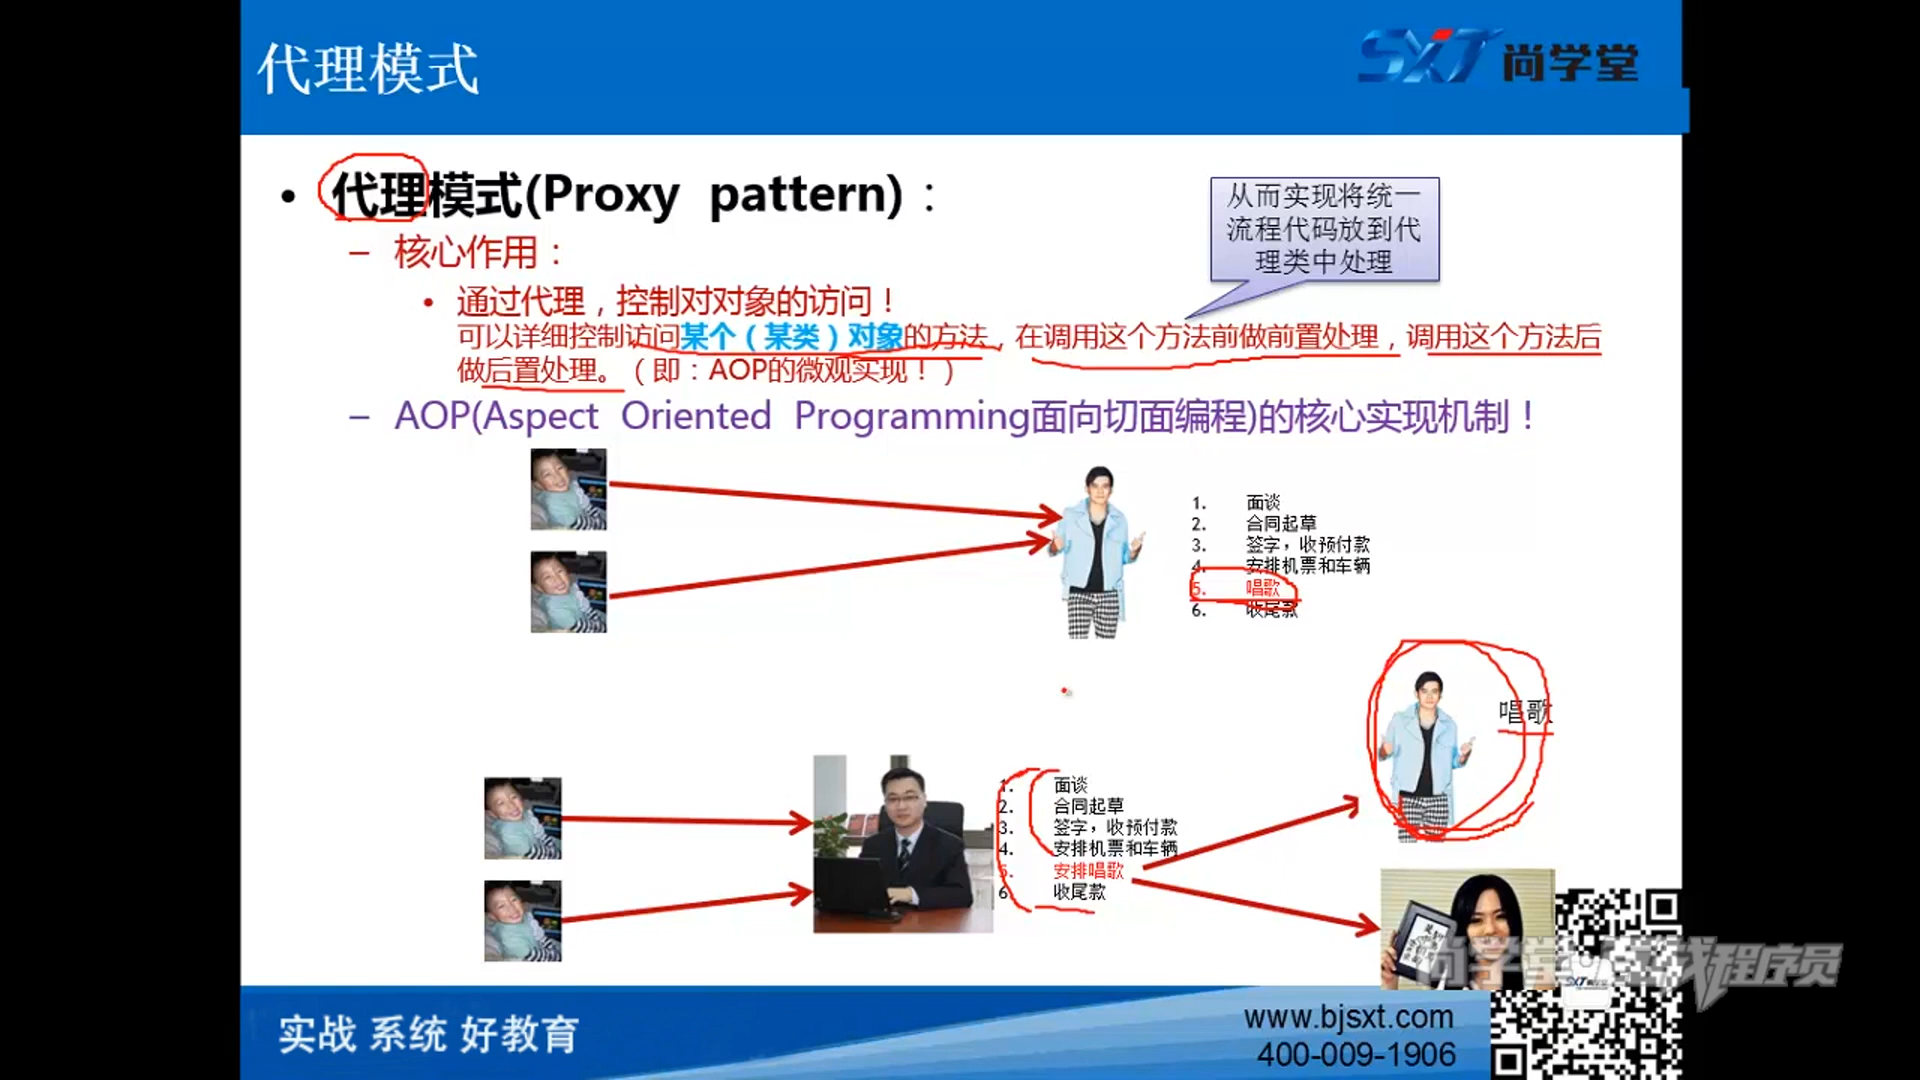 代理模式
SXT 尚学堂
• 代理模式(Proxy pattern)：
– 核心作用：
• 通过代理，控制对对象的访问！
可以详细控制访问某个（某类）对象的方法，在调用这个方法前做前置处理，调用这个方法后
做后置处理。（即：AOP的微观实现！）
从而实现将统一
流程代码放到代
理类中处理
– AOP(Aspect Oriented Programming面向切面编程)的核心实现机制！
1. 面谈
2. 合同起草
3. 签字，收预付款
4. 安排机票和车辆
5. 唱歌
6. 收尾款
唱歌
1. 面谈
2. 合同起草
3. 签字，收预付款
4. 安排机票和车辆
5. 安排唱歌
6. 收尾款
尚学堂 实战程序员
实战 系统 好教育
www.bjsxt.com
400-009-1906